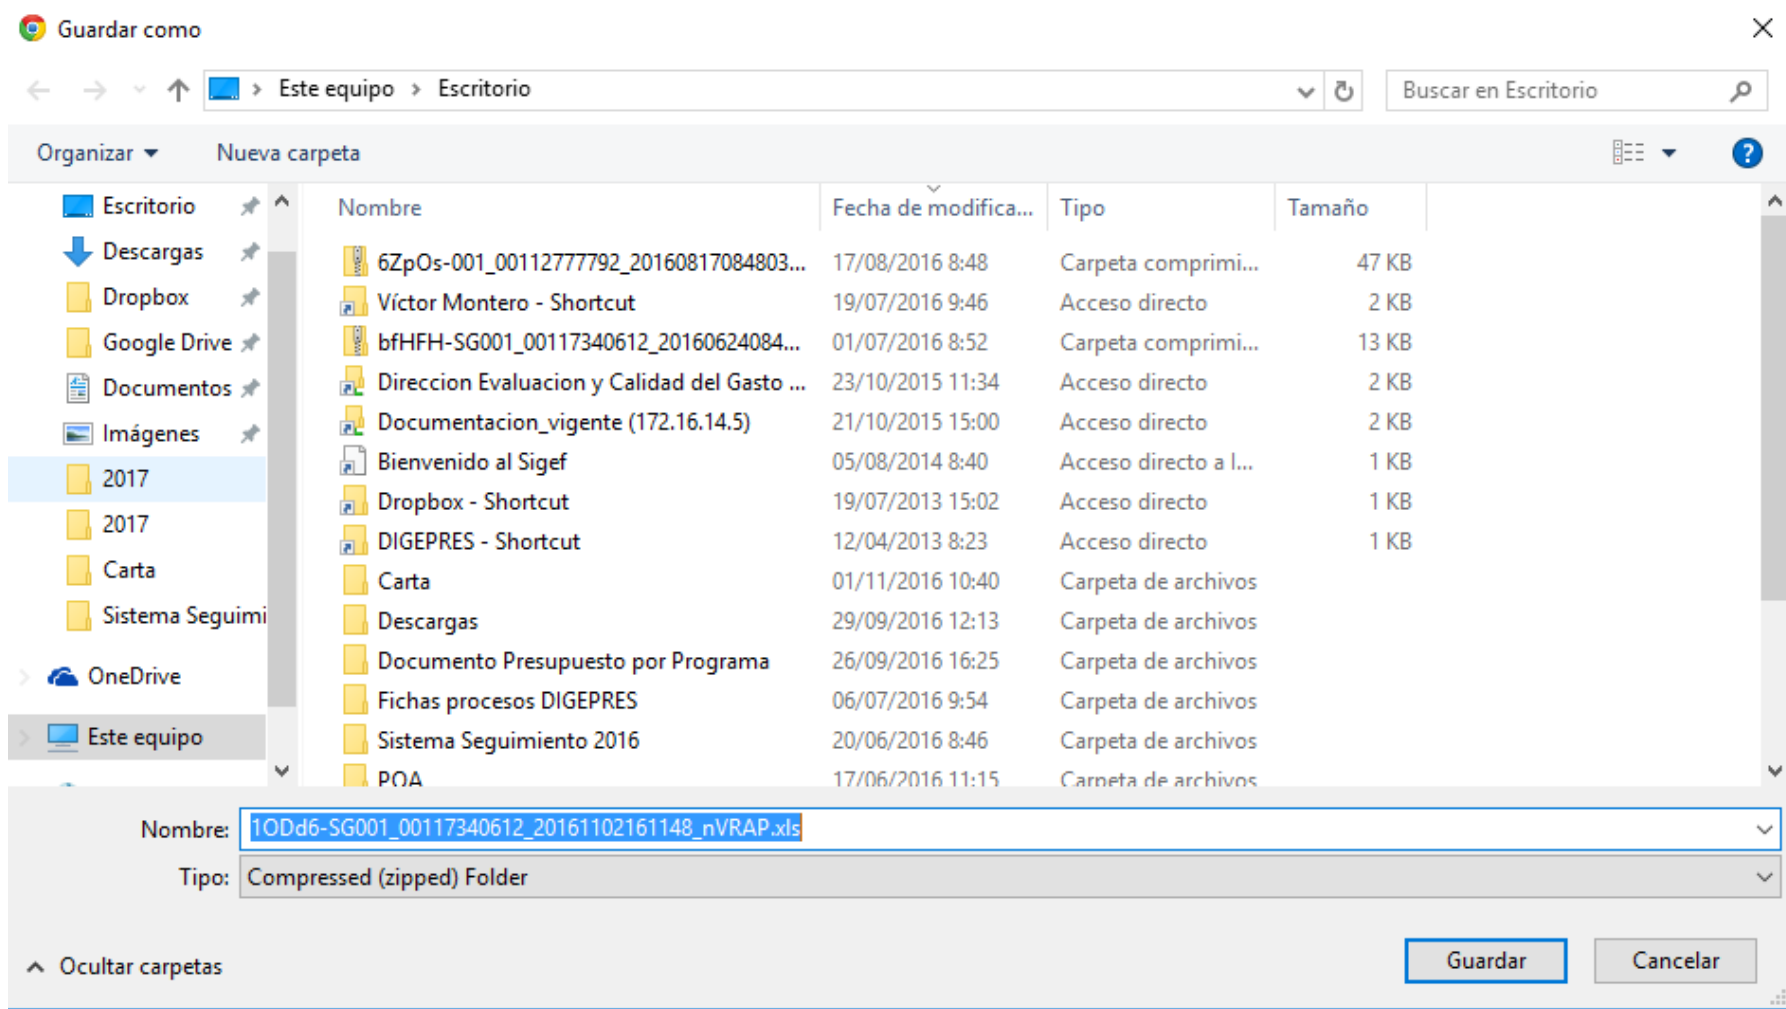 Guardar como
Este equipo > Escritorio
Buscar en Escritorio
Organizar
Nueva carpeta
Escritorio
Descargas
Dropbox
Google Drive
Documentos
Imágenes
2017
2017
Carta
Sistema Seguimi
OneDrive
Este equipo
Nombre Fecha de modifica... Tipo Tamaño
6ZpOs-001_00112777792_20160817084803... 17/08/2016 8:48 Carpeta comprimi... 47 KB
Víctor Montero - Shortcut 19/07/2016 9:46 Acceso directo 2 KB
bfHFH-SG001_00117340612_20160624084... 01/07/2016 8:52 Carpeta comprimi... 13 KB
Direccion Evaluacion y Calidad del Gasto ... 23/10/2015 11:34 Acceso directo 2 KB
Documentacion_vigente (172.16.14.5) 21/10/2015 15:00 Acceso directo 2 KB
Bienvenido al Sigef 05/08/2014 8:40 Acceso directo a I... 1 KB
Dropbox - Shortcut 19/07/2013 15:02 Acceso directo 1 KB
DIGEPRES - Shortcut 12/04/2013 8:23 Acceso directo 1 KB
Carta 01/11/2016 10:40 Carpeta de archivos
Descargas 29/09/2016 12:13 Carpeta de archivos
Documento Presupuesto por Programa 26/09/2016 16:25 Carpeta de archivos
Fichas procesos DIGEPRES 06/07/2016 9:54 Carpeta de archivos
Sistema Seguimiento 2016 20/06/2016 8:46 Carpeta de archivos
POA 17/06/2016 11:15 Carpeta de archivos
Nombre: 1ODd6-SG001_00117340612_20161102161148_nVRAP.xls
Tipo: Compressed (zipped) Folder
Ocultar carpetas
Guardar
Cancelar